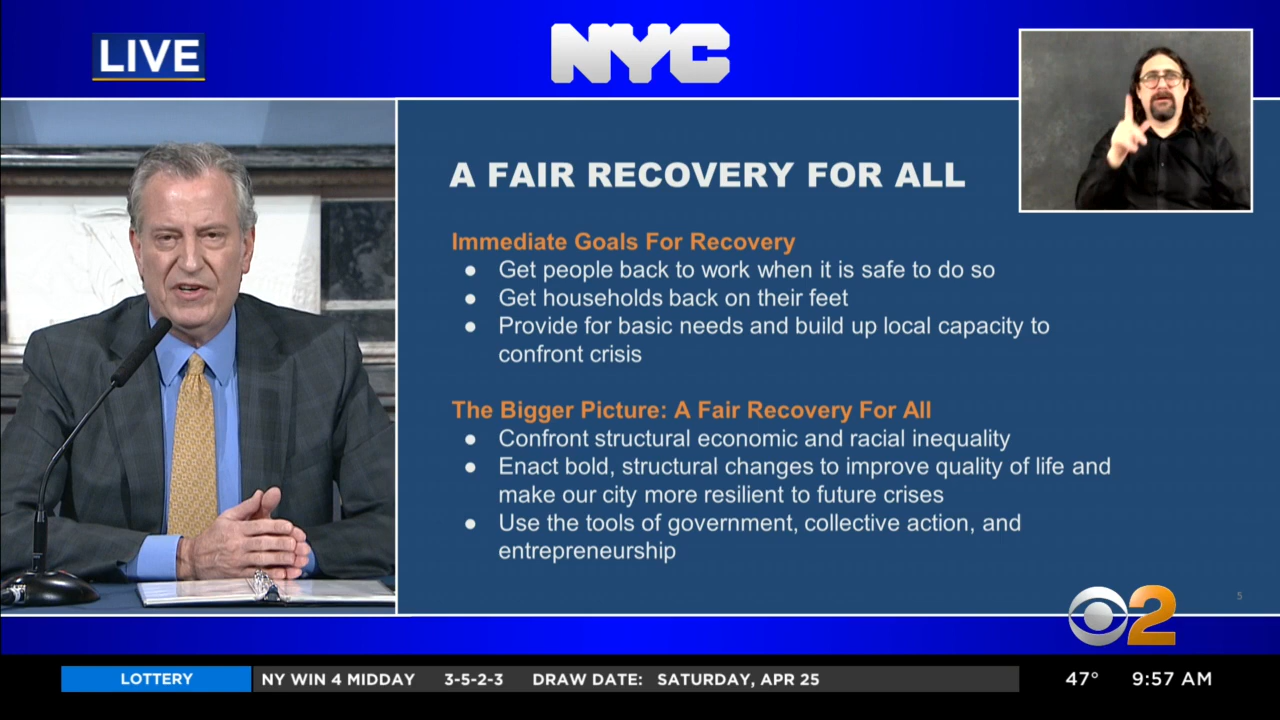 LIVE
NYC
A FAIR RECOVERY FOR ALL
Immediate Goals For Recovery
● Get people back to work when it is safe to do so
● Get households back on their feet
● Provide for basic needs and build up local capacity to
confront crisis
The Bigger Picture: A Fair Recovery For All
● Confront structural economic and racial inequality
● Enact bold, structural changes to improve quality of life and
make our city more resilient to future crises
● Use the tools of government, collective action, and
entrepreneurship
5
2
LOTTERY NY WIN 4 MIDDAY 3-5-2-3 DRAW DATE: SATURDAY, APR 25 47° 9:57 AM